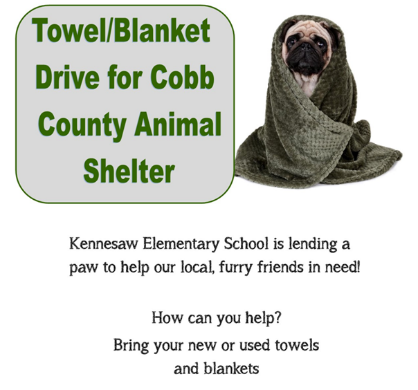 Towel/Blanket
Drive for Cobb
County Animal
Shelter
Kennesaw Elementary School is lending a
paw to help our local, furry friends in need!
How can you help?
Bring your new or used towels
and blankets